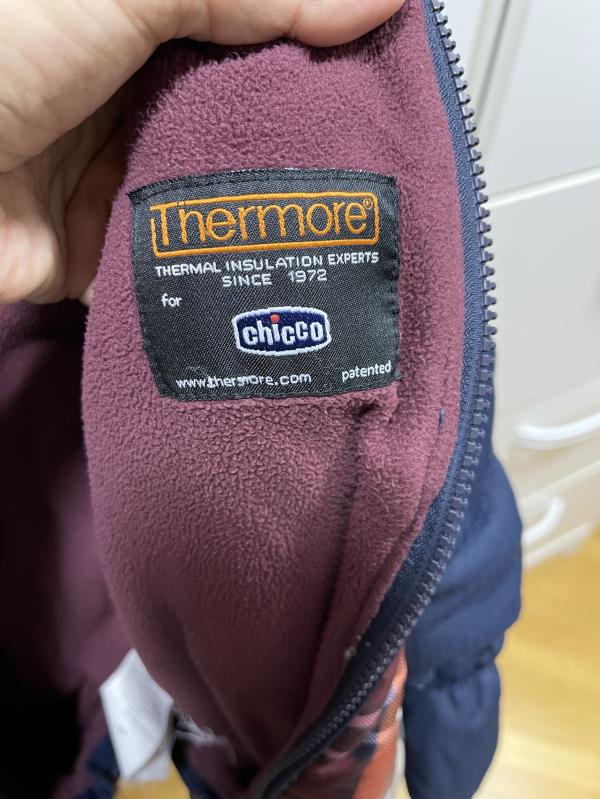 Thermore®
THERMAL INSULATION EXPERTS
SINCE 1972
for
chicco
www.thermore.com patented